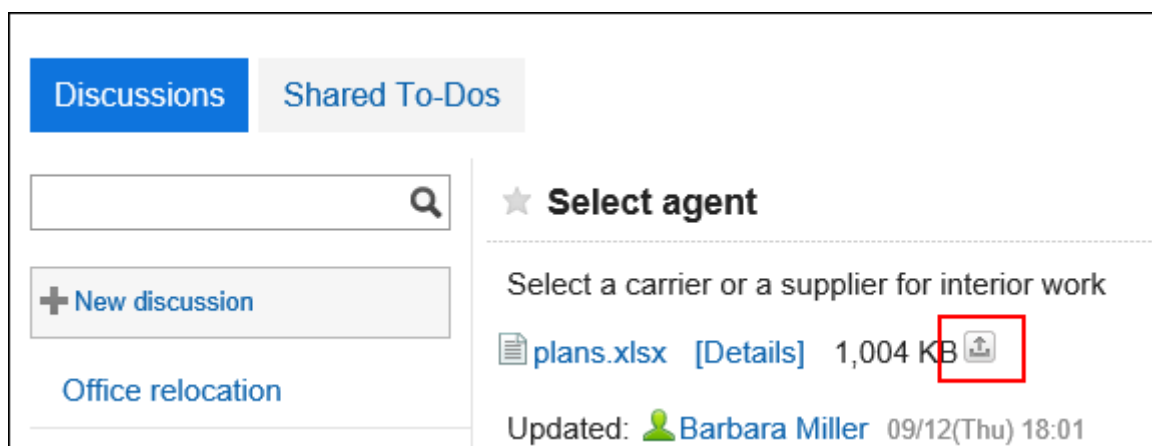 Discussions
Shared To-Dos
New discussion
Office relocation
Select agent
Select a carrier or a supplier for interior work
plans.xlsx [Details] 1,004 KB
Updated: Barbara Miller 09/12(Thu) 18:01